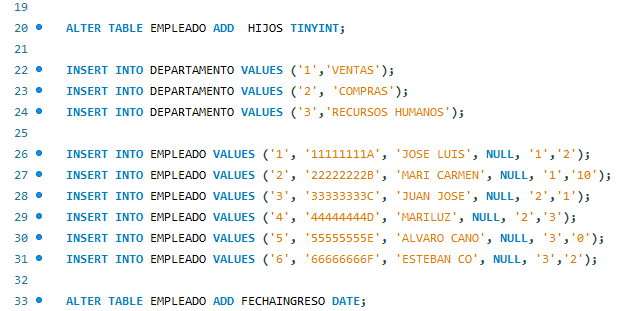 19
20 ALTER TABLE EMPLEADO ADD  HIJOS TINYINT;
21
22 INSERT INTO DEPARTAMENTO VALUES ('1','VENTAS');
23 INSERT INTO DEPARTAMENTO VALUES ('2', 'COMPRAS');
24 INSERT INTO DEPARTAMENTO VALUES ('3','RECURSOS HUMANOS');
25
26 INSERT INTO EMPLEADO VALUES ('1', '11111111A', 'JOSE LUIS', NULL, '1','2');
27 INSERT INTO EMPLEADO VALUES ('2', '22222222B', 'MARI CARMEN', NULL, '1','10');
28 INSERT INTO EMPLEADO VALUES ('3', '33333333C', 'JUAN JOSE', NULL, '2','1');
29 INSERT INTO EMPLEADO VALUES ('4', '44444444D', 'MARILUZ', NULL, '2','3');
30 INSERT INTO EMPLEADO VALUES ('5', '55555555E', 'ALVARO CANO', NULL, '3','0');
31 INSERT INTO EMPLEADO VALUES ('6', '66666666F', 'ESTEBAN CO', NULL, '3','2');
32
33 ALTER TABLE EMPLEADO ADD FECHAINGRESO DATE;